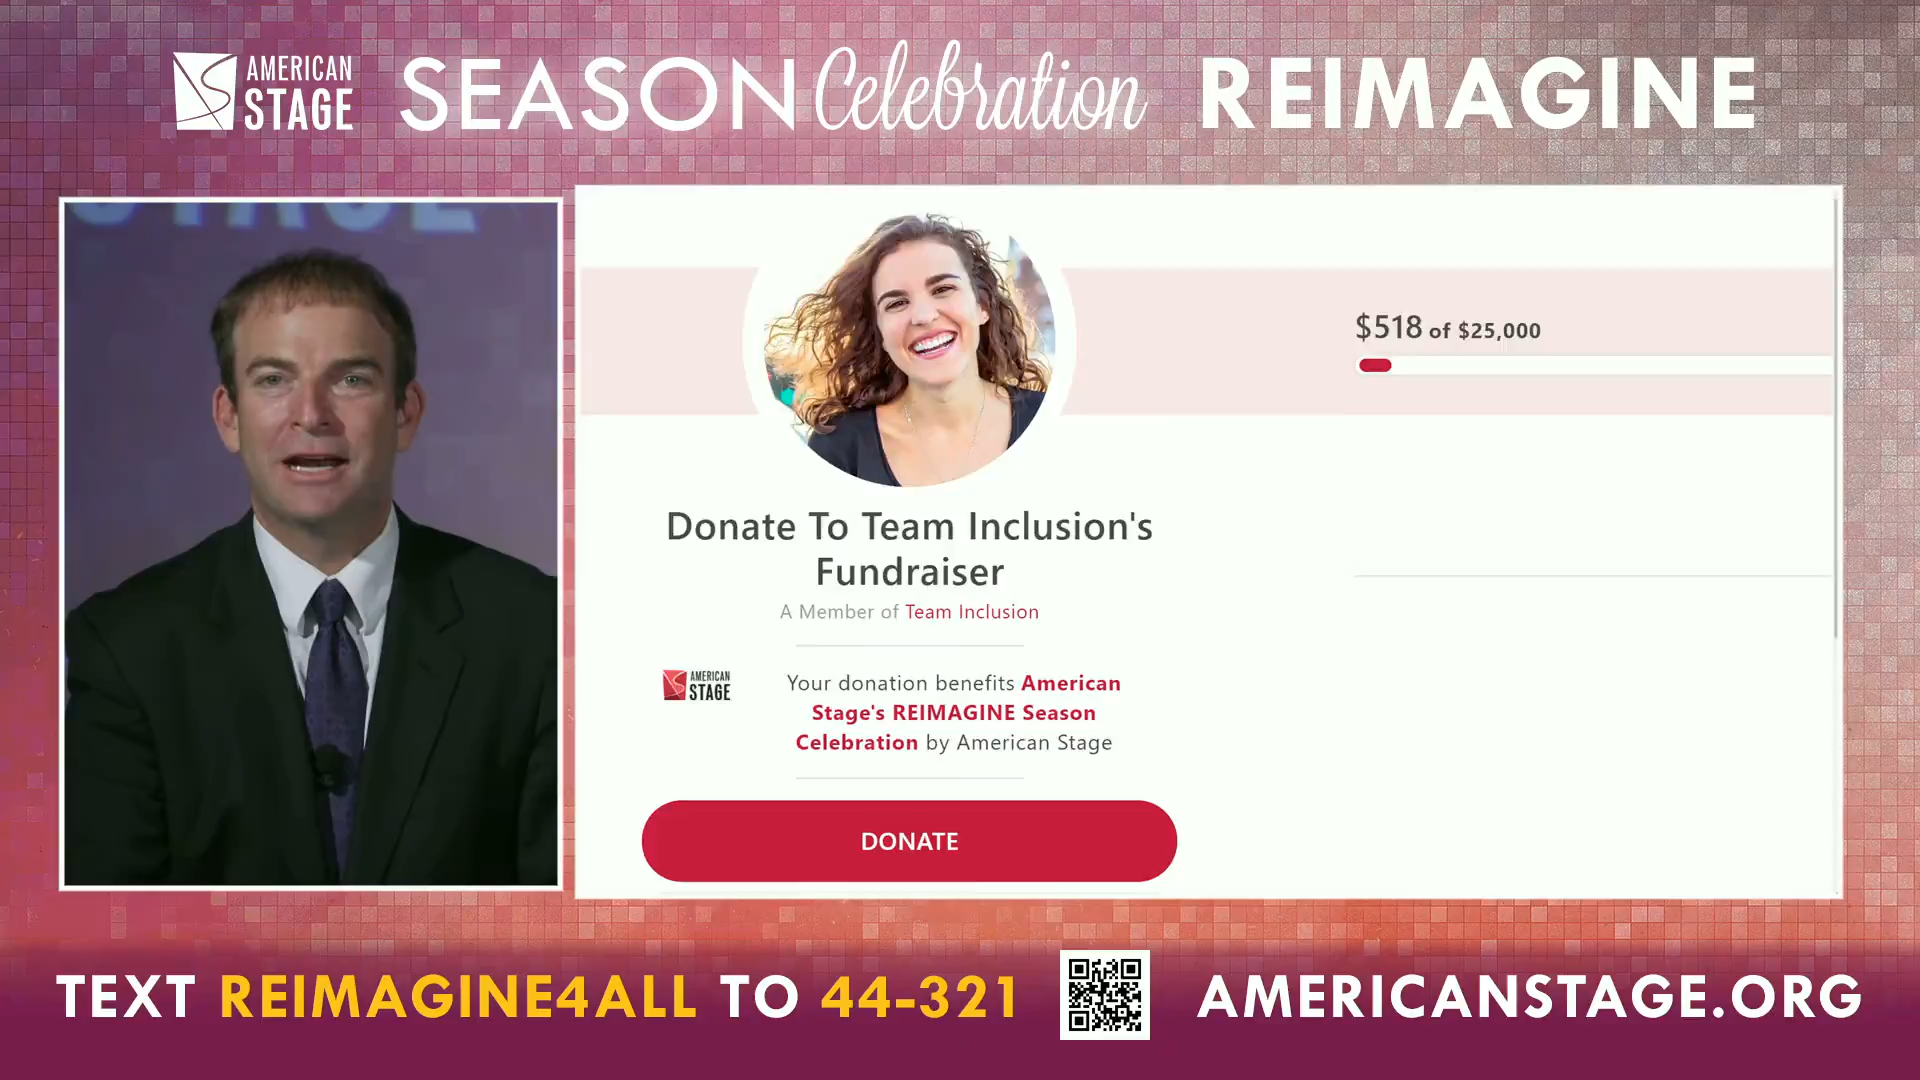 AMERICAN
STAGE
SEASON Celebration REIMAGINE
STAGE
$518 of $25,000
Donate To Team Inclusion's
Fundraiser
A Member of Team Inclusion
AMERICAN
STAGE
Your donation benefits American
Stage's REIMAGINE Season
Celebration by American Stage
DONATE
TEXT REIMAGINE4ALL TO 44-321
AMERICANSTAGE.ORG